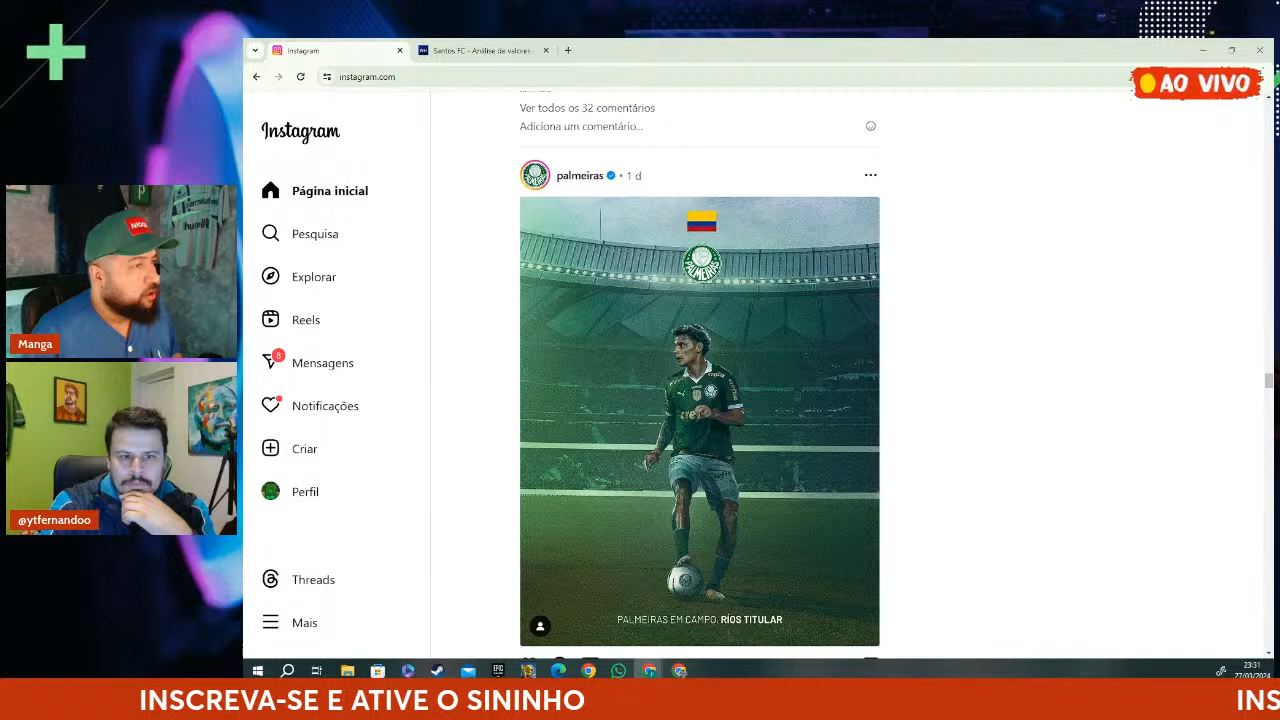 Instagram
Santos FC - Análise de valores
instagram.com
AO VIVO
Instagram
Página inicial
Pesquisa
Explorar
Reels
8
Mensagens
Notificações
Criar
Perfil
Threads
Mais
Ver todos os 32 comentários
Adiciona um comentário...
palmeiras • 1 d
PALMEIRAS
PALMEIRAS EM CAMPO. RÍOS TITULAR
Manga
@ytfernandoo
23:31
27/03/2024
INSCREVA-SE E ATIVE O SININHO
INS